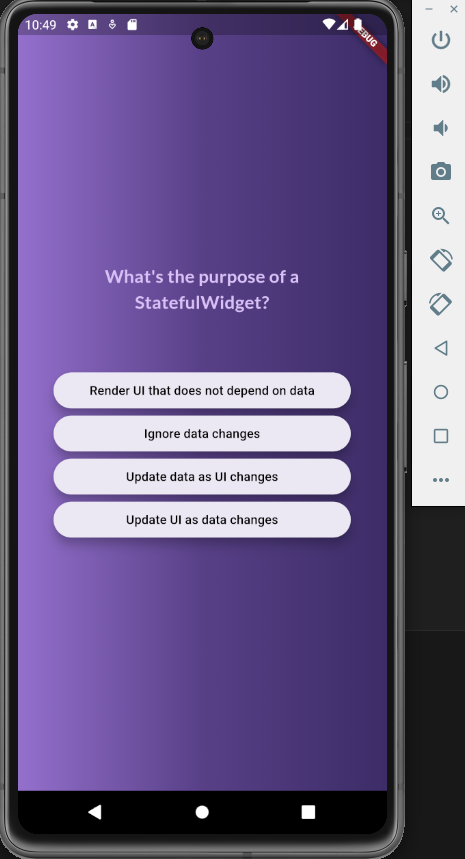 10:49
DEBUG
What's the purpose of a
StatefulWidget?
Render UI that does not depend on data
Ignore data changes
Update data as UI changes
Update UI as data changes